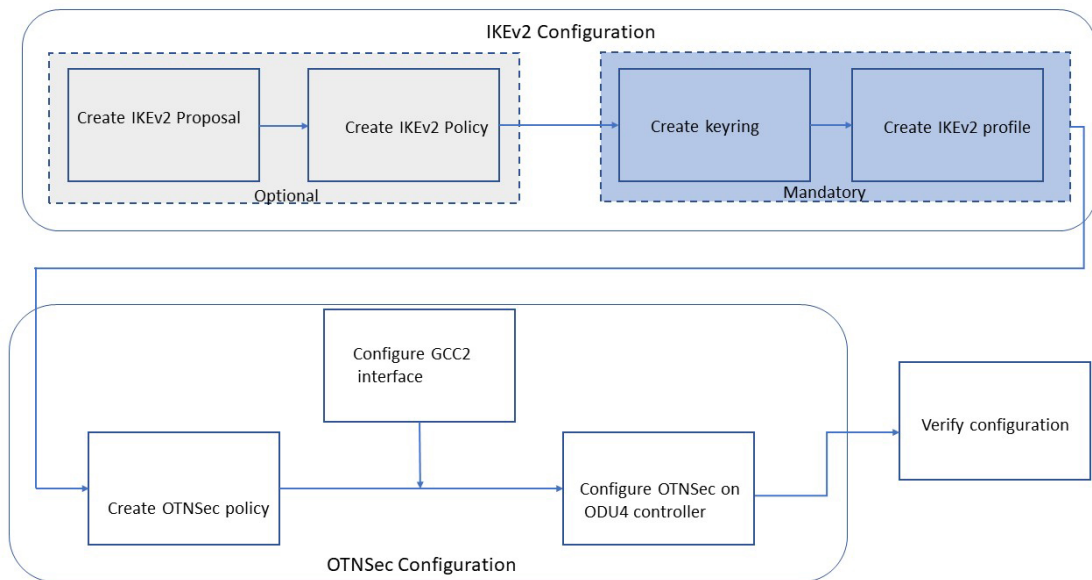 IKEv2 Configuration
Create IKEv2 Proposal
Create IKEv2 Policy
Optional
Create keyring
Create IKEv2 profile
Mandatory
Configure GCC2
interface
Create OTNSec policy
Configure OTNSec on
ODU4 controller
Verify configuration
OTNSec Configuration